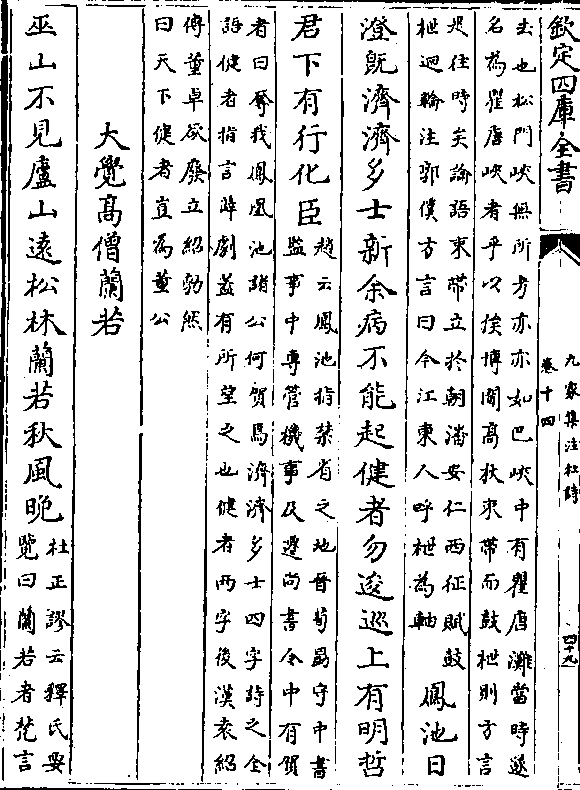 欽定四庫全書
九家集注杜詩
卷十四
四十九
出也松門峽無所考亦亦如巴峽中有瞿唐灘當時遂
名為瞿唐峽者乎以俟博聞高狄束帶而鼓枻則方言
是往時矣論語束帶立於朝潘安仁西征賦鼓
枻迴輪注郭僕方言曰今江東人呼枻為軸
鳳池日
澄旣濟濟多士新余病不能起健者勿逡巡上有明哲
君下有行化臣
趙云鳳池指禁省之地晉荀勗守中書
監事中專管機事及遷尚書令中有賀
者曰奪我鳳凰池諸公何賀焉濟濟多士四字詩之全
語健者指言薛劇葢有所望之也健者兩字後漢袁紹
傳董卓欲廢立紹勃然
曰天下健者豈為董公
大覺高僧蘭若
巫山不見廬山遠松林蘭若秋風晚
杜正謬云釋氏要
覽曰蘭若者梵言